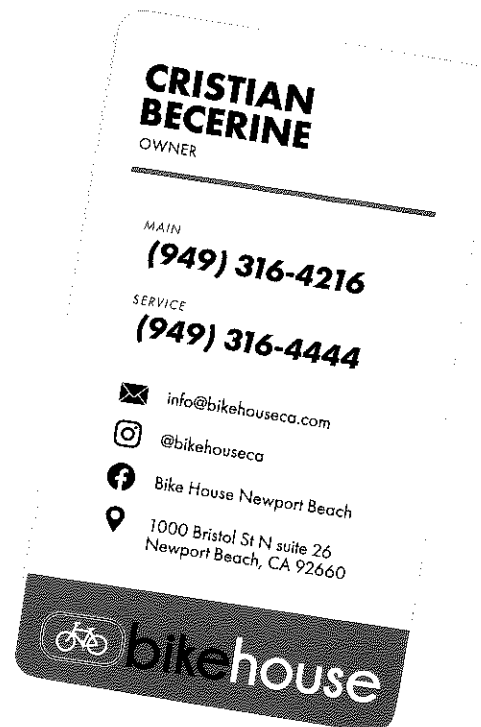 CRISTIAN
BECERINE
OWNER
MAIN
(949) 316-4216
SERVICE
(949) 316-4444
info@bikehouseca.com
@bikehouseca
Bike House Newport Beach
1000 Bristol St N suite 26
Newport Beach, CA 92660
bikehouse